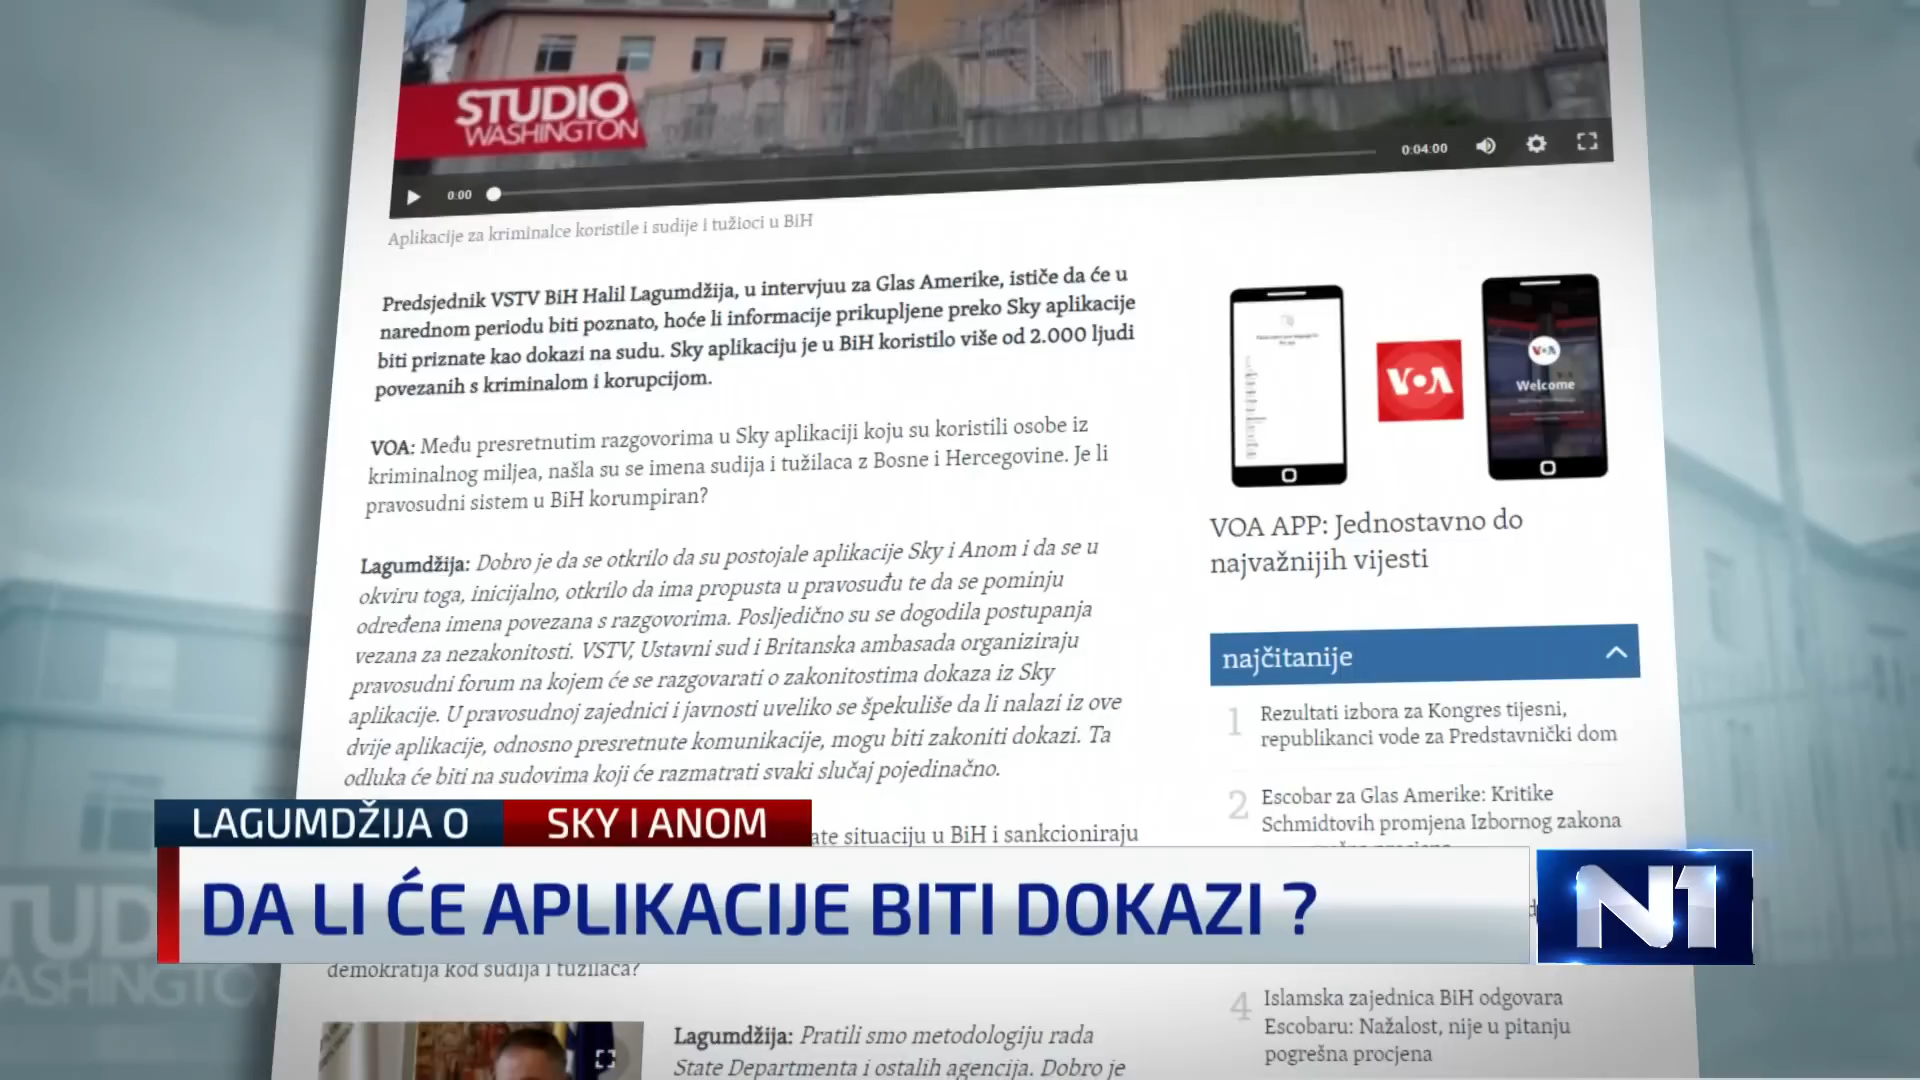 STUDIO
WASHINGTON
0:00
0:04:00
Aplikacije za kriminalce koristile i sudije i tužioci u BiH
Predsjednik VSTV BiH Halil Lagumdžija, u intervjuu za Glas Amerike, ističe da će u
narednom periodu biti poznato, hoće li informacije prikupljene preko Sky aplikacije
biti priznate kao dokazi na sudu. Sky aplikaciju je u BiH koristilo više od 2.000 ljudi
povezanih s kriminalom i korupcijom.
VOA: Među presretnutim razgovorima u Sky aplikaciji koju su koristili osobe iz
kriminalnog miljea, našla su se imena sudija i tužilaca z Bosne i Hercegovine. Je li
pravosudni sistem u BiH korumpiran?
Lagumdžija: Dobro je da se otkrilo da su postojale aplikacije Sky i Anom i da se u
okviru toga, inicijalno, otkrilo da ima propusta u pravosuđu te da se pominju
određena imena povezana s razgovorima. Posljedično su se dogodila postupanja
vezana za nezakonitosti. VSTV, Ustavni sud i Britanska ambasada organiziraju
pravosudni forum na kojem će se razgovarati o zakonitostima dokaza iz Sky
aplikacije. U pravosudnoj zajednici i javnosti uveliko se špekuliše da li nalazi iz ove
dvije aplikacije, odnosno presretnute komunikacije, mogu biti zakoniti dokazi. Ta
odluka će biti na sudovima koji će razmatrati svaki slučaj pojedinačno.
ate situaciju u BiH i sankcioniraju
demokratija kod sudija i tužilaca?
Lagumdžija: Pratili smo metodologiju rada
State Departmenta i ostalih agencija. Dobro je
VOA
VOA
Welcome
VOA APP: Jednostavno do
najvažnijih vijesti
najčitanije
1 Rezultati izbora za Kongres tijesni,
republikanci vode za Predstavnički dom
2 Escobar za Glas Amerike: Kritike
Schmidtovih promjena Izbornog zakona
4 Islamska zajednica BiH odgovara
Escobaru: Nažalost, nije u pitanju
pogrešna procjena
LAGUMDŽIJA O SKY I ANOM
DA LI ĆE APLIKACIJE BITI DOKAZI ?
N1